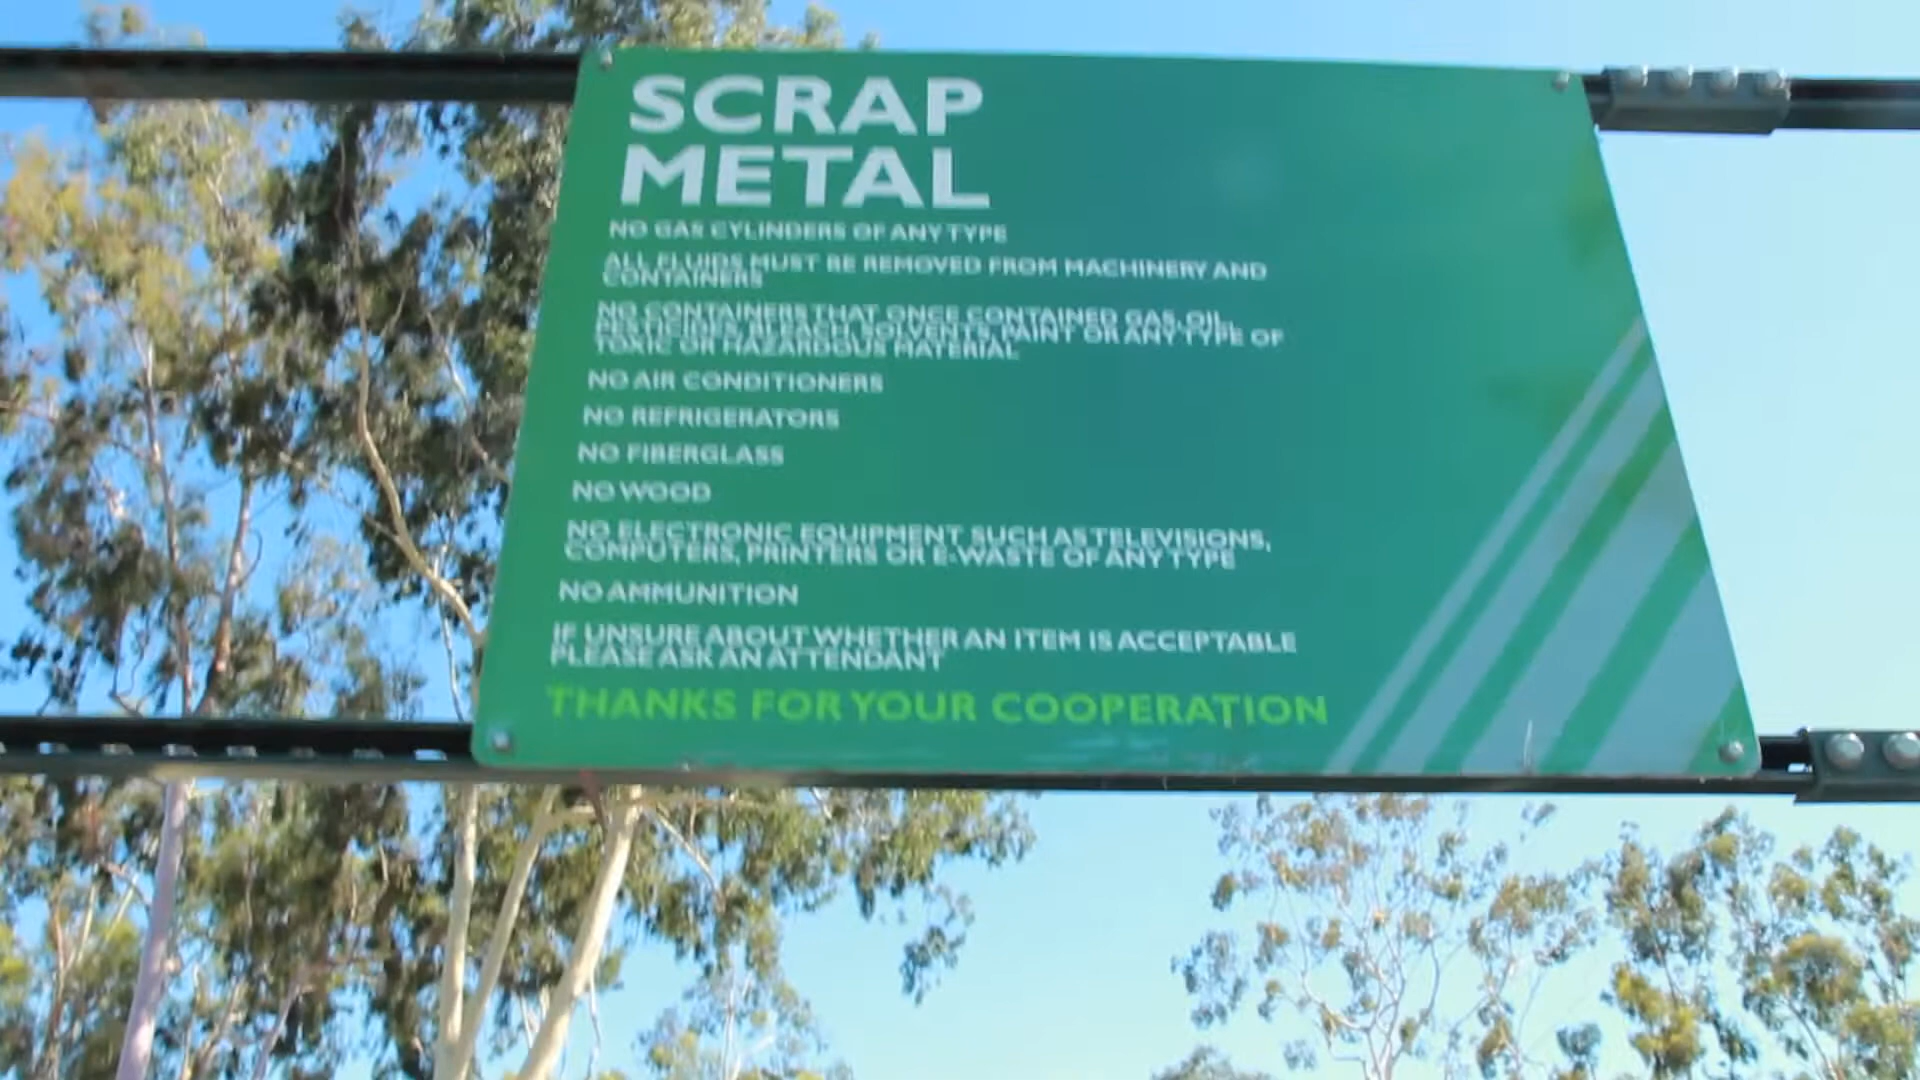 SCRAP
METAL
NO GAS CYLINDERS OF ANY TYPE
ALL FLUIDS MUST BE REMOVED FROM MACHINERY AND
CONTAINERS
NO CONTAINERS THAT ONCE CONTAINED GAS, OIL,
PESTICIDES, BLEACH, SOLVENTS, PAINT OR ANY TYPE OF
TOXIC OR HAZARDOUS MATERIAL
NO AIR CONDITIONERS
NO REFRIGERATORS
NO FIBERGLASS
NO WOOD
NO ELECTRONIC EQUIPMENT SUCH AS TELEVISIONS,
COMPUTERS, PRINTERS OR E-WASTE OF ANY TYPE
NO AMMUNITION
IF UNSURE ABOUT WHETHER AN ITEM IS ACCEPTABLE
PLEASE ASK AN ATTENDANT
THANKS FOR YOUR COOPERATION